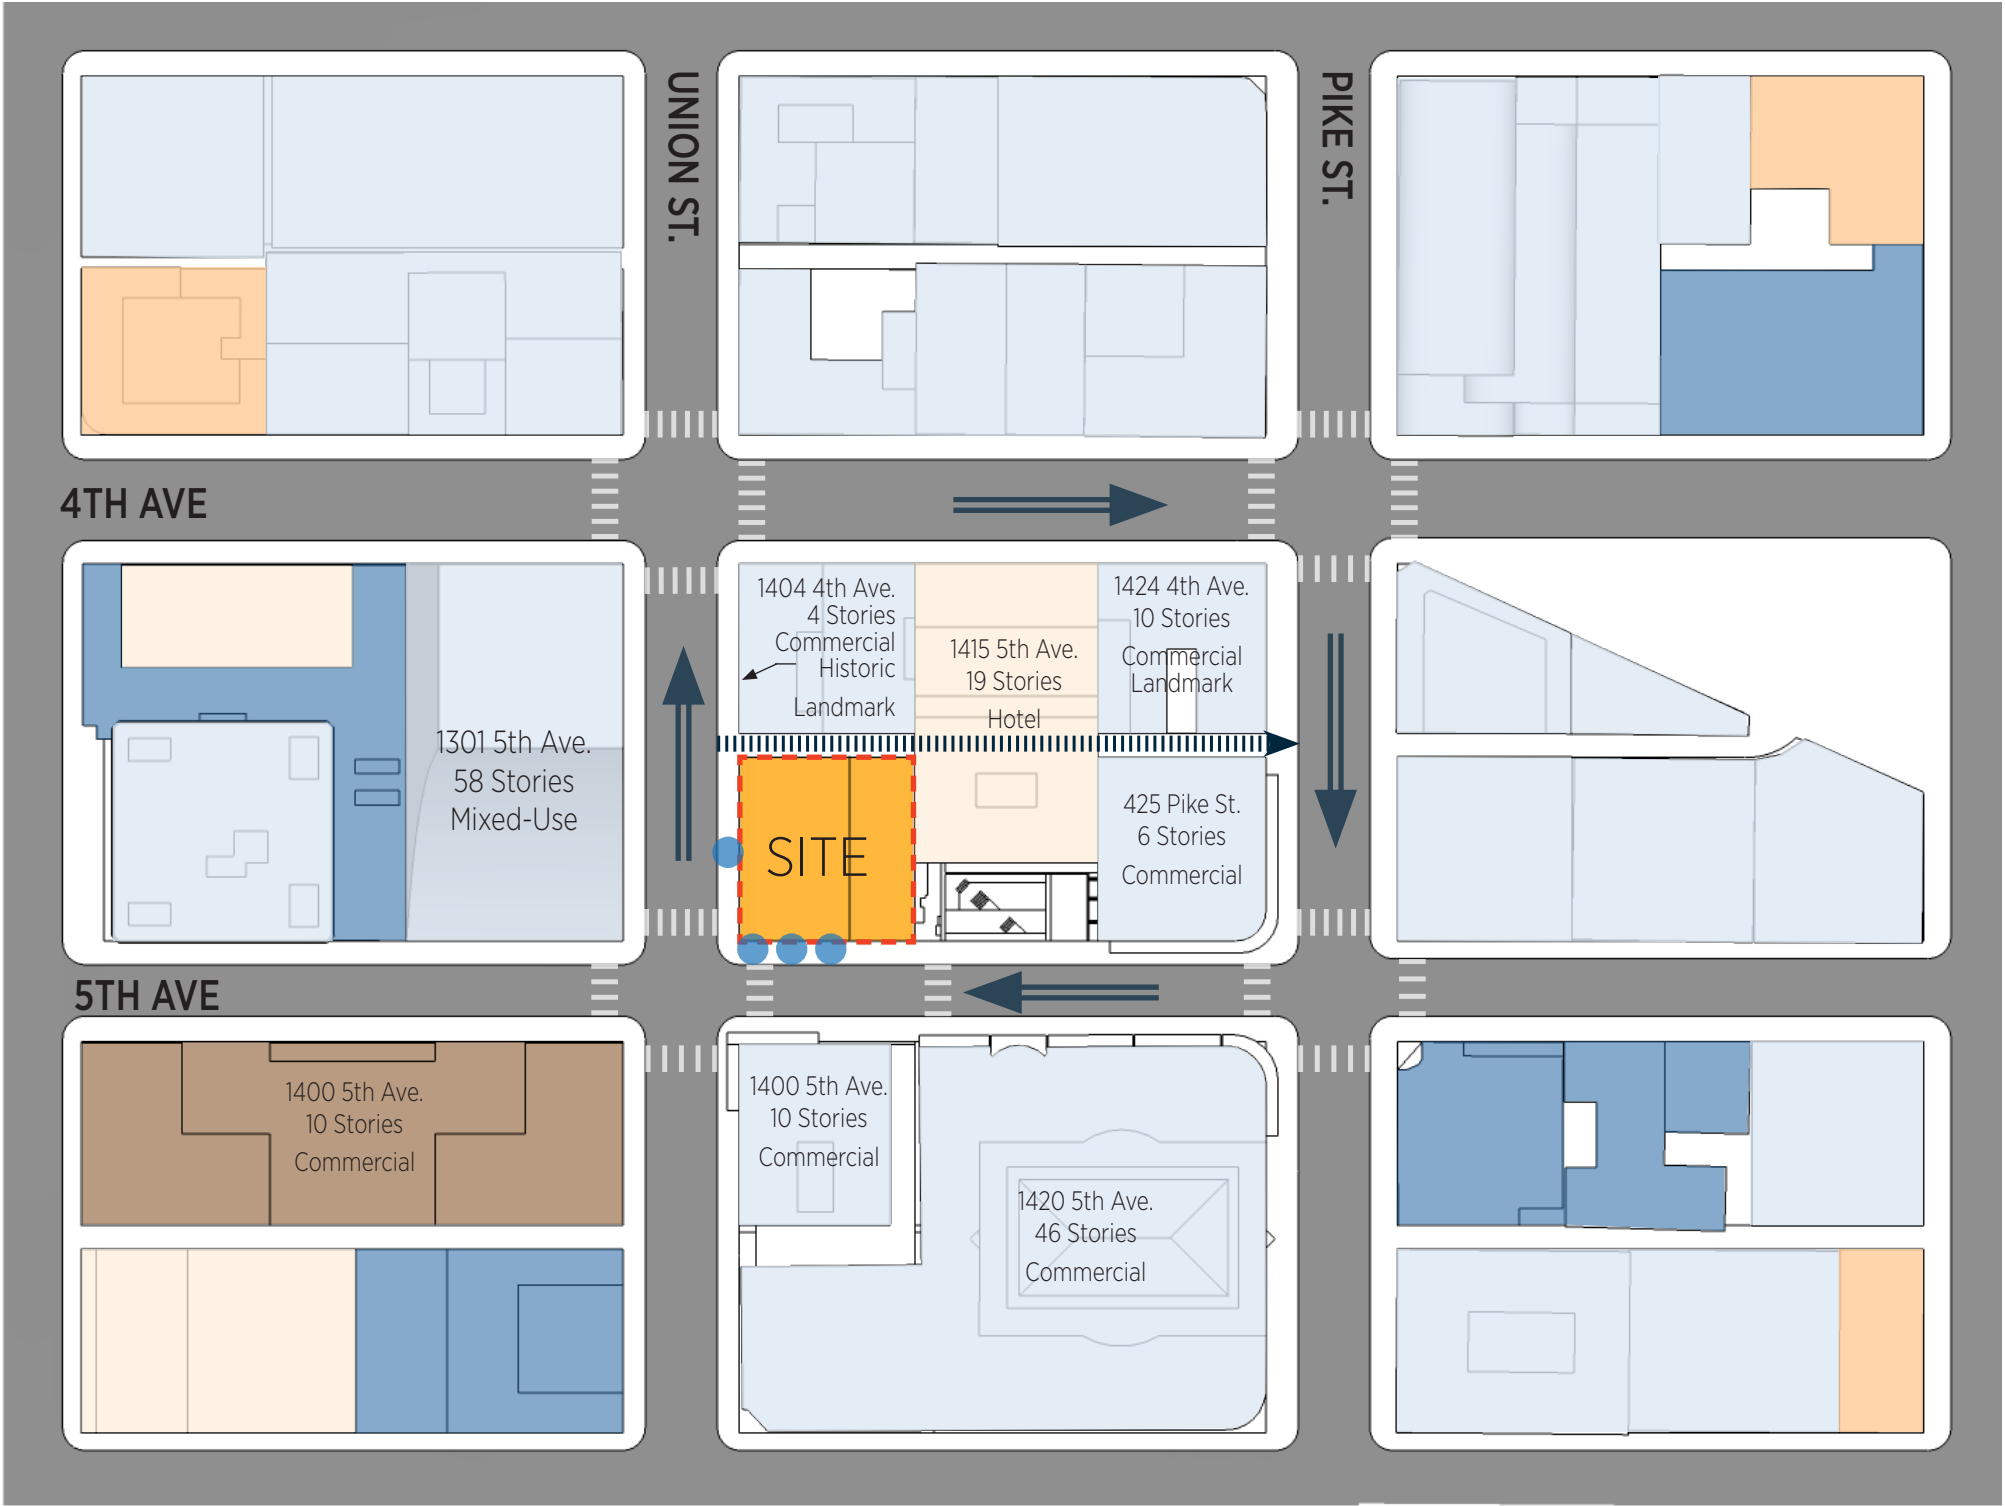 UNION ST.
PIKE ST.
4TH AVE
1404 4th Ave.
4 Stories
Commercial
Historic
Landmark
1415 5th Ave.
19 Stories
Hotel
1424 4th Ave.
10 Stories
Commercial
Landmark
1301 5th Ave.
58 Stories
Mixed-Use
SITE
425 Pike St.
6 Stories
Commercial
5TH AVE
1400 5th Ave.
10 Stories
Commercial
1400 5th Ave.
10 Stories
Commercial
1420 5th Ave.
46 Stories
Commercial